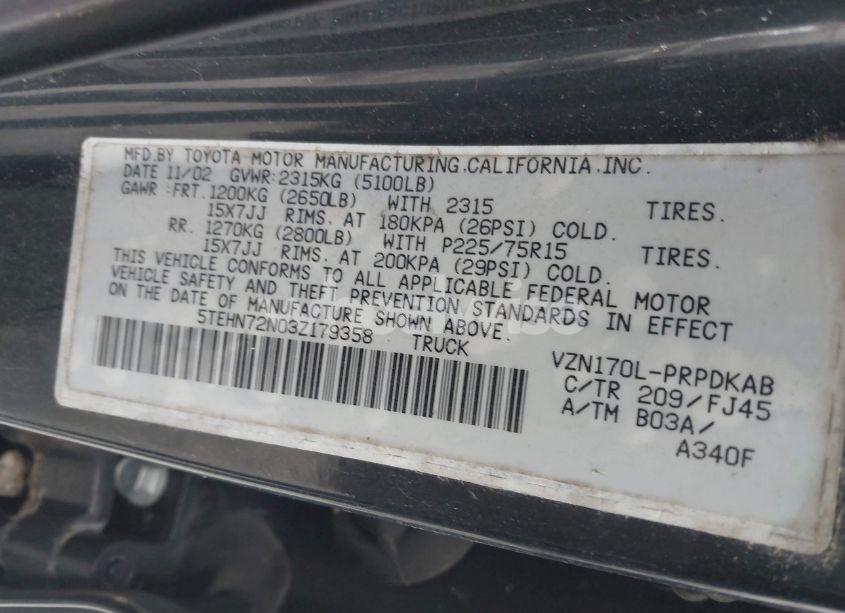 MFD.BY TOYOTA MOTOR MANUFACTURING.CALIFORNIA.INC.
DATE 11/02 GVWR:2315KG (5100LB)
GAWR :FRT.1200KG (2650LB) WITH 2315 TIRES.
15X7JJ RIMS. AT 180KPA (26PSI) COLD.
RR. 1270KG (2800LB) WITH P225/75R15 TIRES.
15X7JJ RIMS. AT 200KPA (29PSI) COLD.
THIS VEHICLE CONFORMS TO ALL APPLICABLE FEDERAL MOTOR
VEHICLE SAFETY AND THEFT PREVENTION STANDARDS IN EFFECT
ON THE DATE OF MANUFACTURE SHOWN ABOVE.
5TEHN72N03Z179358 TRUCK
VZN170L-PRPDKAB
C/TR 209/FJ45
A/TM B03A/
A340F